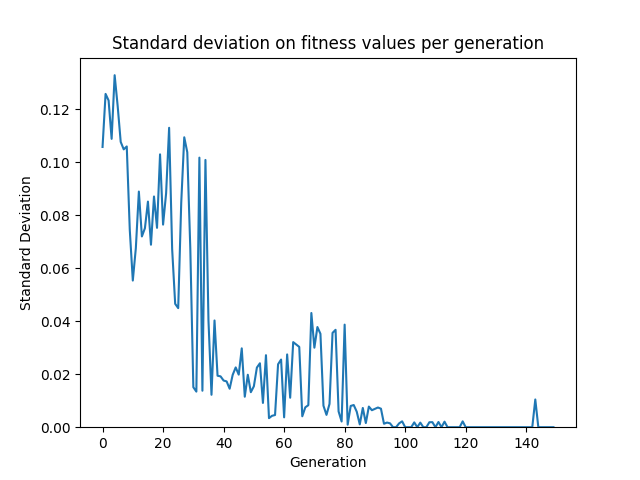 Standard deviation on fitness values per generation
0.12
0.10
0.08
0.06
0.04
0.02
0.00
Standard Deviation
0 20 40 60 80 100 120 140
Generation